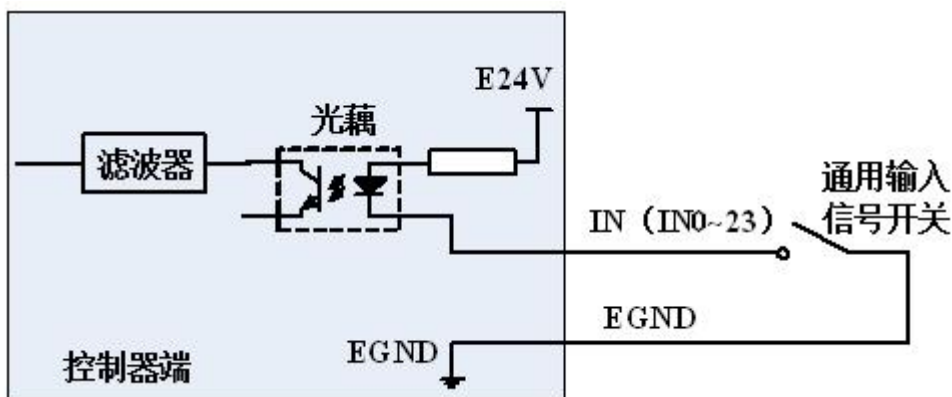 E24V
光藕
滤波器
通用输入
信号开关
IN（IN0~23）
EGND
EGND
控制器端